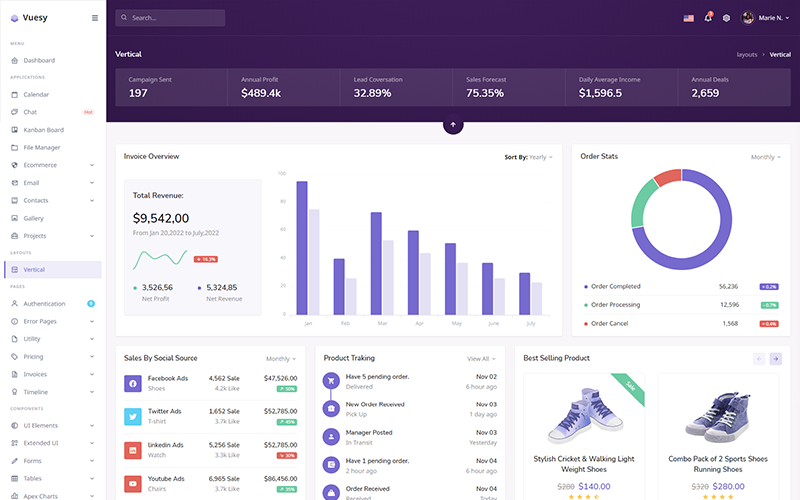 Vuesy
Search...
3
Marie N.
MENU
Dashboard
APPLICATIONS
Calendar
Chat
Hot
Kanban Board
File Manager
Ecommerce
Email
Contacts
Gallery
Projects
LAYOUTS
Vertical
PAGES
Authentication
Error Pages
Utility
Pricing
Invoices
Timeline
COMPONENTS
UI Elements
Extended UI
Forms
Tables
Apex Charts
Vertical
layouts > Vertical
Campaign Sent
197
Annual Profit
$489.4k
Lead Coversation
32.89%
Sales Forecast
75.35%
Daily Average Income
$1,596.5
Annual Deals
2,659
Invoice Overview
Sort By: Yearly
Total Revenue:
$9,542,00
From Jan 20,2022 to July,2022
3,526,56
Net Profit
5,324,85
Net Revenue
100
80
60
40
20
0
Jan Feb Mar Apr May Jun July
Order Stats
Monthly
Order Completed 56,236 + 0.2%
Order Processing 12,596 - 0.7%
Order Cancel 1,568 + 0.4%
Sales By Social Source
Monthly
Facebook Ads 4,562 Sale $47,526.00
Shoes 4.2k Like 50%
Twitter Ads 1,652 Sale $52,785.00
T-shirt 3.7k Like 45%
linkedin Ads 5,256 Sale $52,785.00
Watch 3.3k Like 30%
Youtube Ads 6,965 Sale $86,456.00
Chairs 3.7k Like 35%
Product Traking
View All
Have 5 pending order. Nov 02
Delivered 6 hour ago
New Order Received Nov 03
Pick Up 1 day ago
Manager Posted Nov 03
In Transit Yesterday
Have 1 pending order. Nov 04
2 hour ago 6 hour ago
Order Received Nov 04
Received Today
Best Selling Product
Sale
Stylish Cricket & Walking Light
Weight Shoes
$280 $140.00
Combo Pack of 2 Sports Shoes
Running Shoes
$320 $280.00